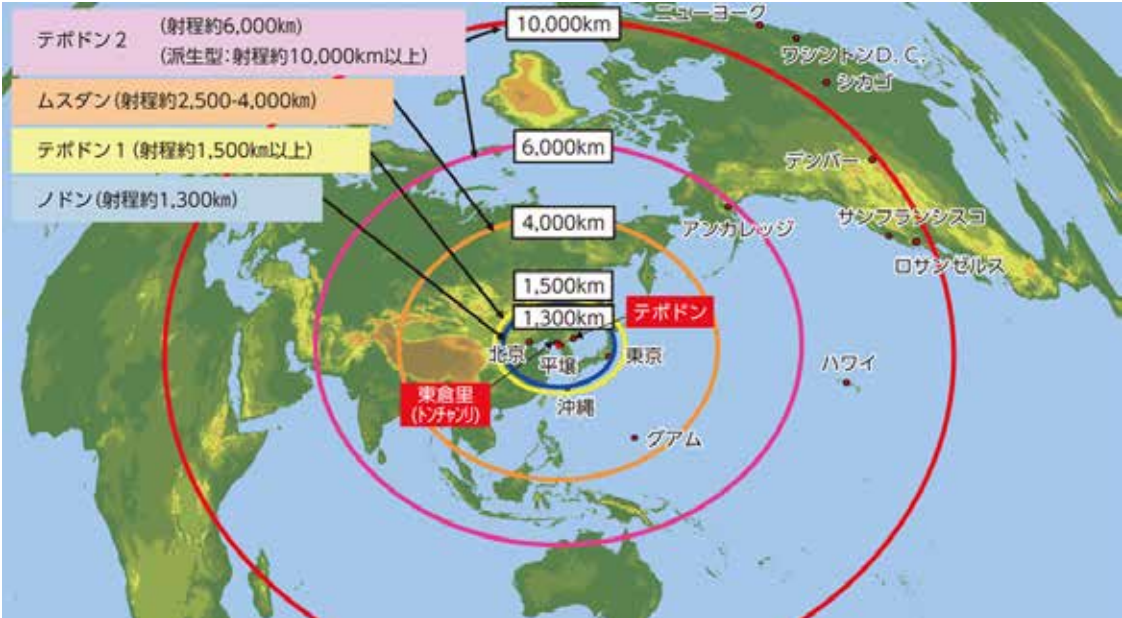 テポドン2 (射程約6,000km)
(派生型:射程約10,000km以上)
ムスダン(射程約2,500-4,000km)
テポドン1(射程約1,500km以上)
ノドン(射程約1,300km)
10,000km
6,000km
4,000km
1,500km
1,300km
ニューヨーク
ワシントンD.C.
シカゴ
デンバー
サンフランシスコ
ロサンゼルス
アンカレッジ
ハワイ
テポドン
北京
平壌
東京
東倉里
(トンチャンリ)
沖縄
グアム